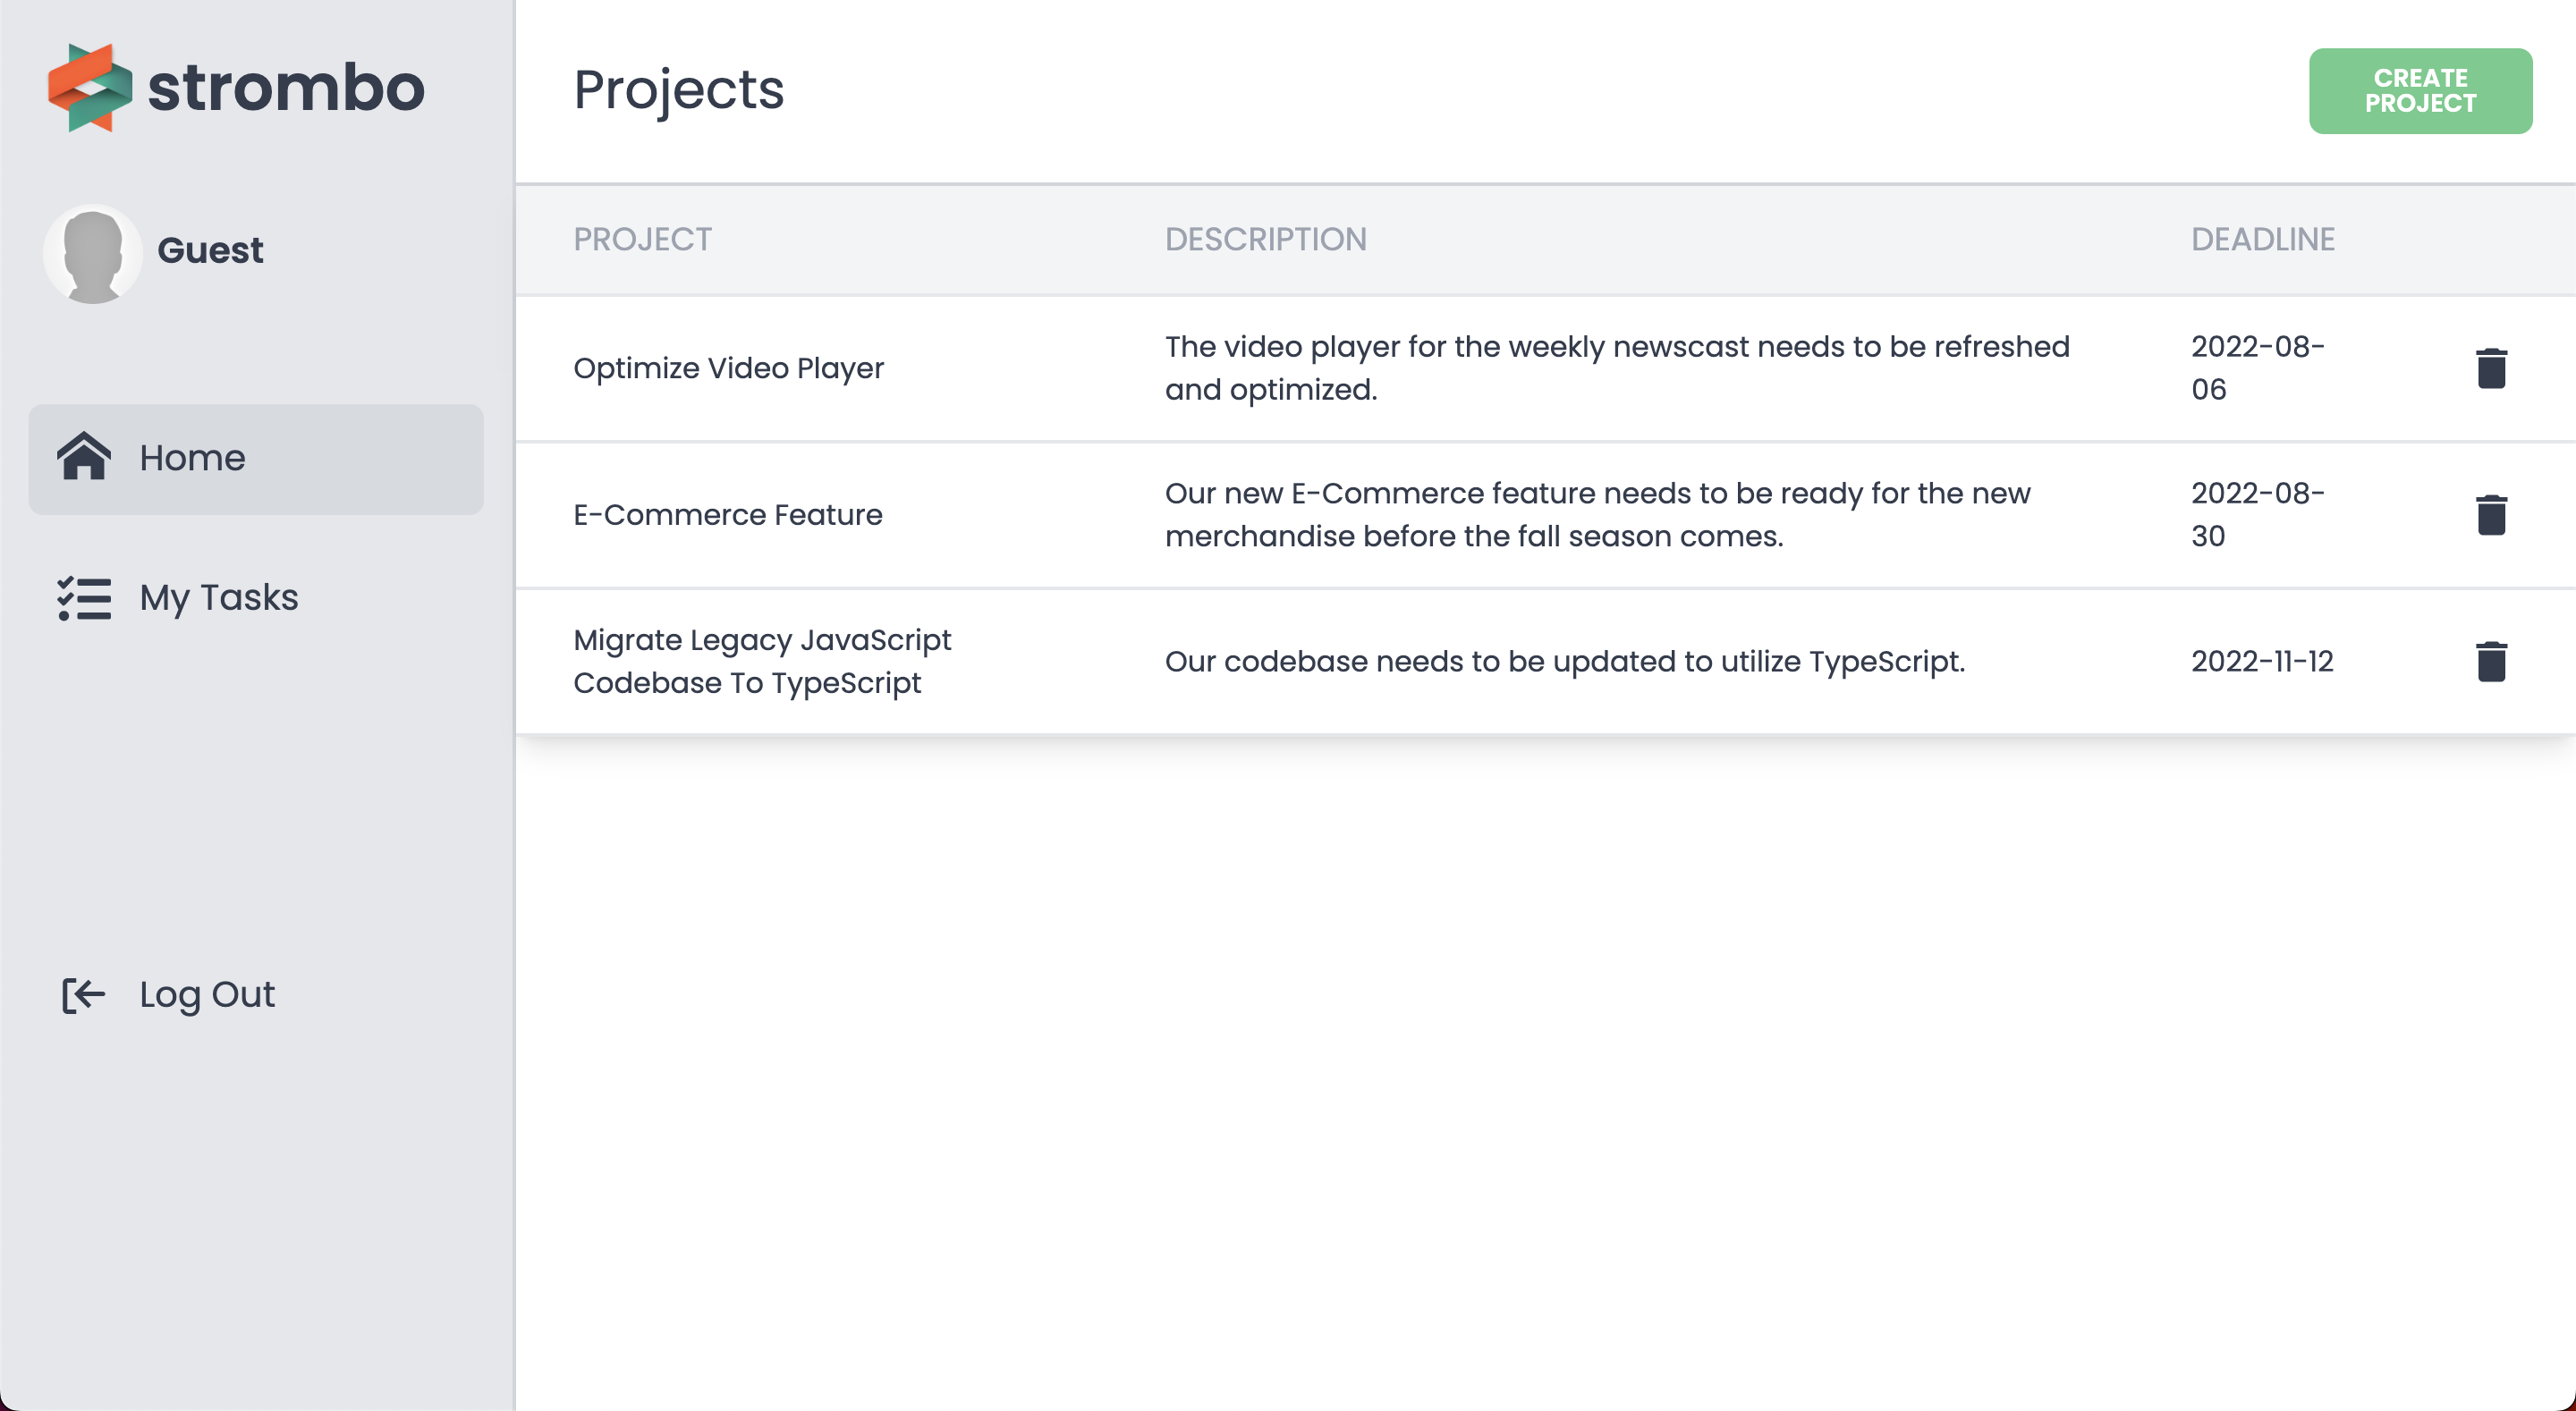 strombo
Guest
Home
My Tasks
Log Out
Projects
CREATE
PROJECT
PROJECT DESCRIPTION DEADLINE
Optimize Video Player
The video player for the weekly newscast needs to be refreshed
and optimized.
2022-08-
06
E-Commerce Feature
Our new E-Commerce feature needs to be ready for the new
merchandise before the fall season comes.
2022-08-
30
Migrate Legacy JavaScript
Codebase To TypeScript
Our codebase needs to be updated to utilize TypeScript.
2022-11-12